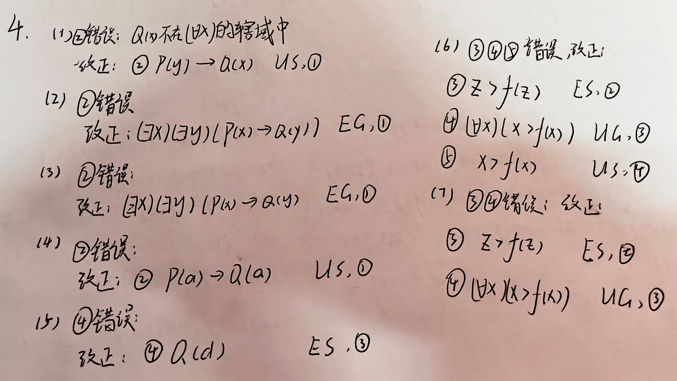 4. (1) ②错误: Q(x)不在(∀x)的辖域中
改正: ② P(y) → Q(x) US,①
(2) ②错误
改正: (∃x)(∃y)(P(x) → Q(y)) EG,①
(3) ②错误:
改正: (∃x)(∃y)(P(x) → Q(y) EG,①
(4) ②错误:
改正: ② P(a) → Q(a) US,①
(5) ④错误:
改正: ④ Q(d) ES,③
(6) ③④⑤错误,改正:
③ Z > f(z) ES,②
④ (∀x)(x > f(x)) UG,③
⑤ x > f(x) US,④
(7) ③④错误: 改正:
③ Z > f(z) ES,②
④ (∀x)(x > f(x)) UG,③